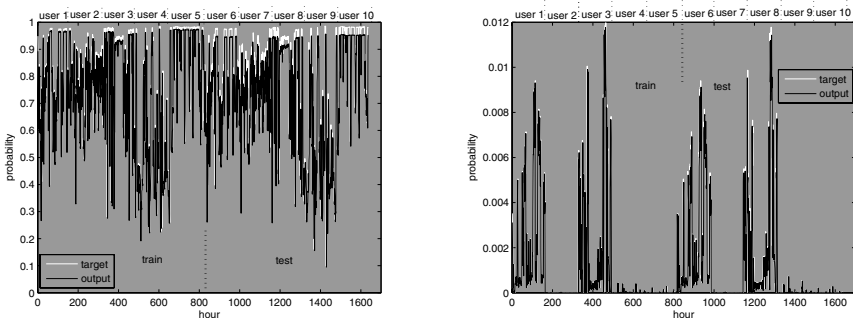 user 1 user 2 user 3 user 4 user 5 user 6 user 7 user 8 user 9 user 10
1
0.9
0.8
0.7
0.6
0.5
0.4
0.3
0.2
0.1
0
probability
target
output
train
test
0 200 400 600 800 1000 1200 1400 1600
hour
user 1 user 2 user 3 user 4 user 5 user 6 user 7 user 8 user 9 user 10
0.012
0.01
0.008
0.006
0.004
0.002
0
probability
train
test
target
output
0 200 400 600 800 1000 1200 1400 1600
hour